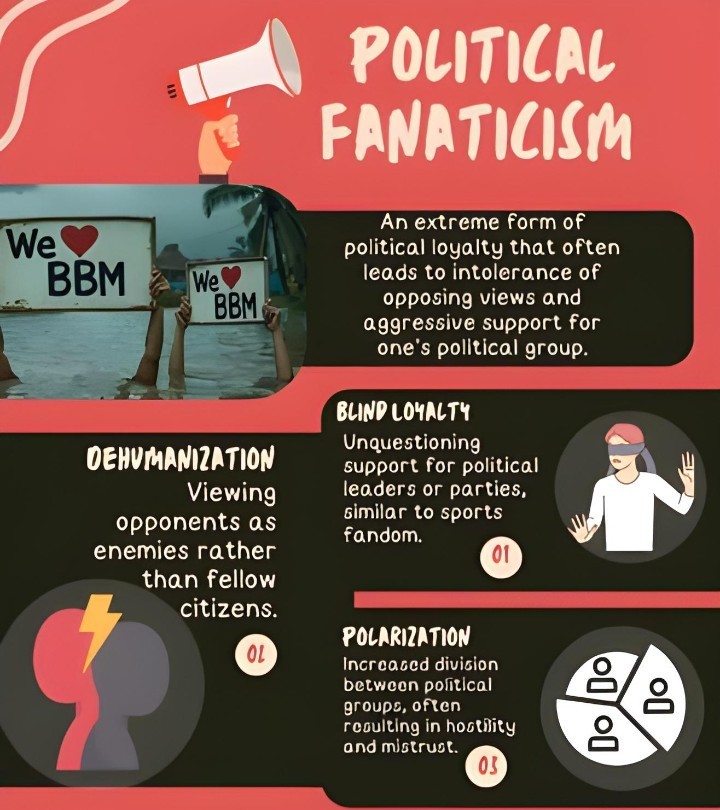 POLITICAL
FANATICISM
We ❤
BBM
We ❤
BBM
An extreme form of
political loyalty that often
leads to intolerance of
opposing views and
aggressive support for
one's political group.
BLIND LOYALTY
Unquestioning
support for political
leaders or parties,
similar to sports
fandom.
01
DEHUMANIZATION
Viewing
opponents as
enemies rather
than fellow
citizens.
02
POLARIZATION
Increased division
between political
groups, often
resulting in hostility
and mistrust.
03